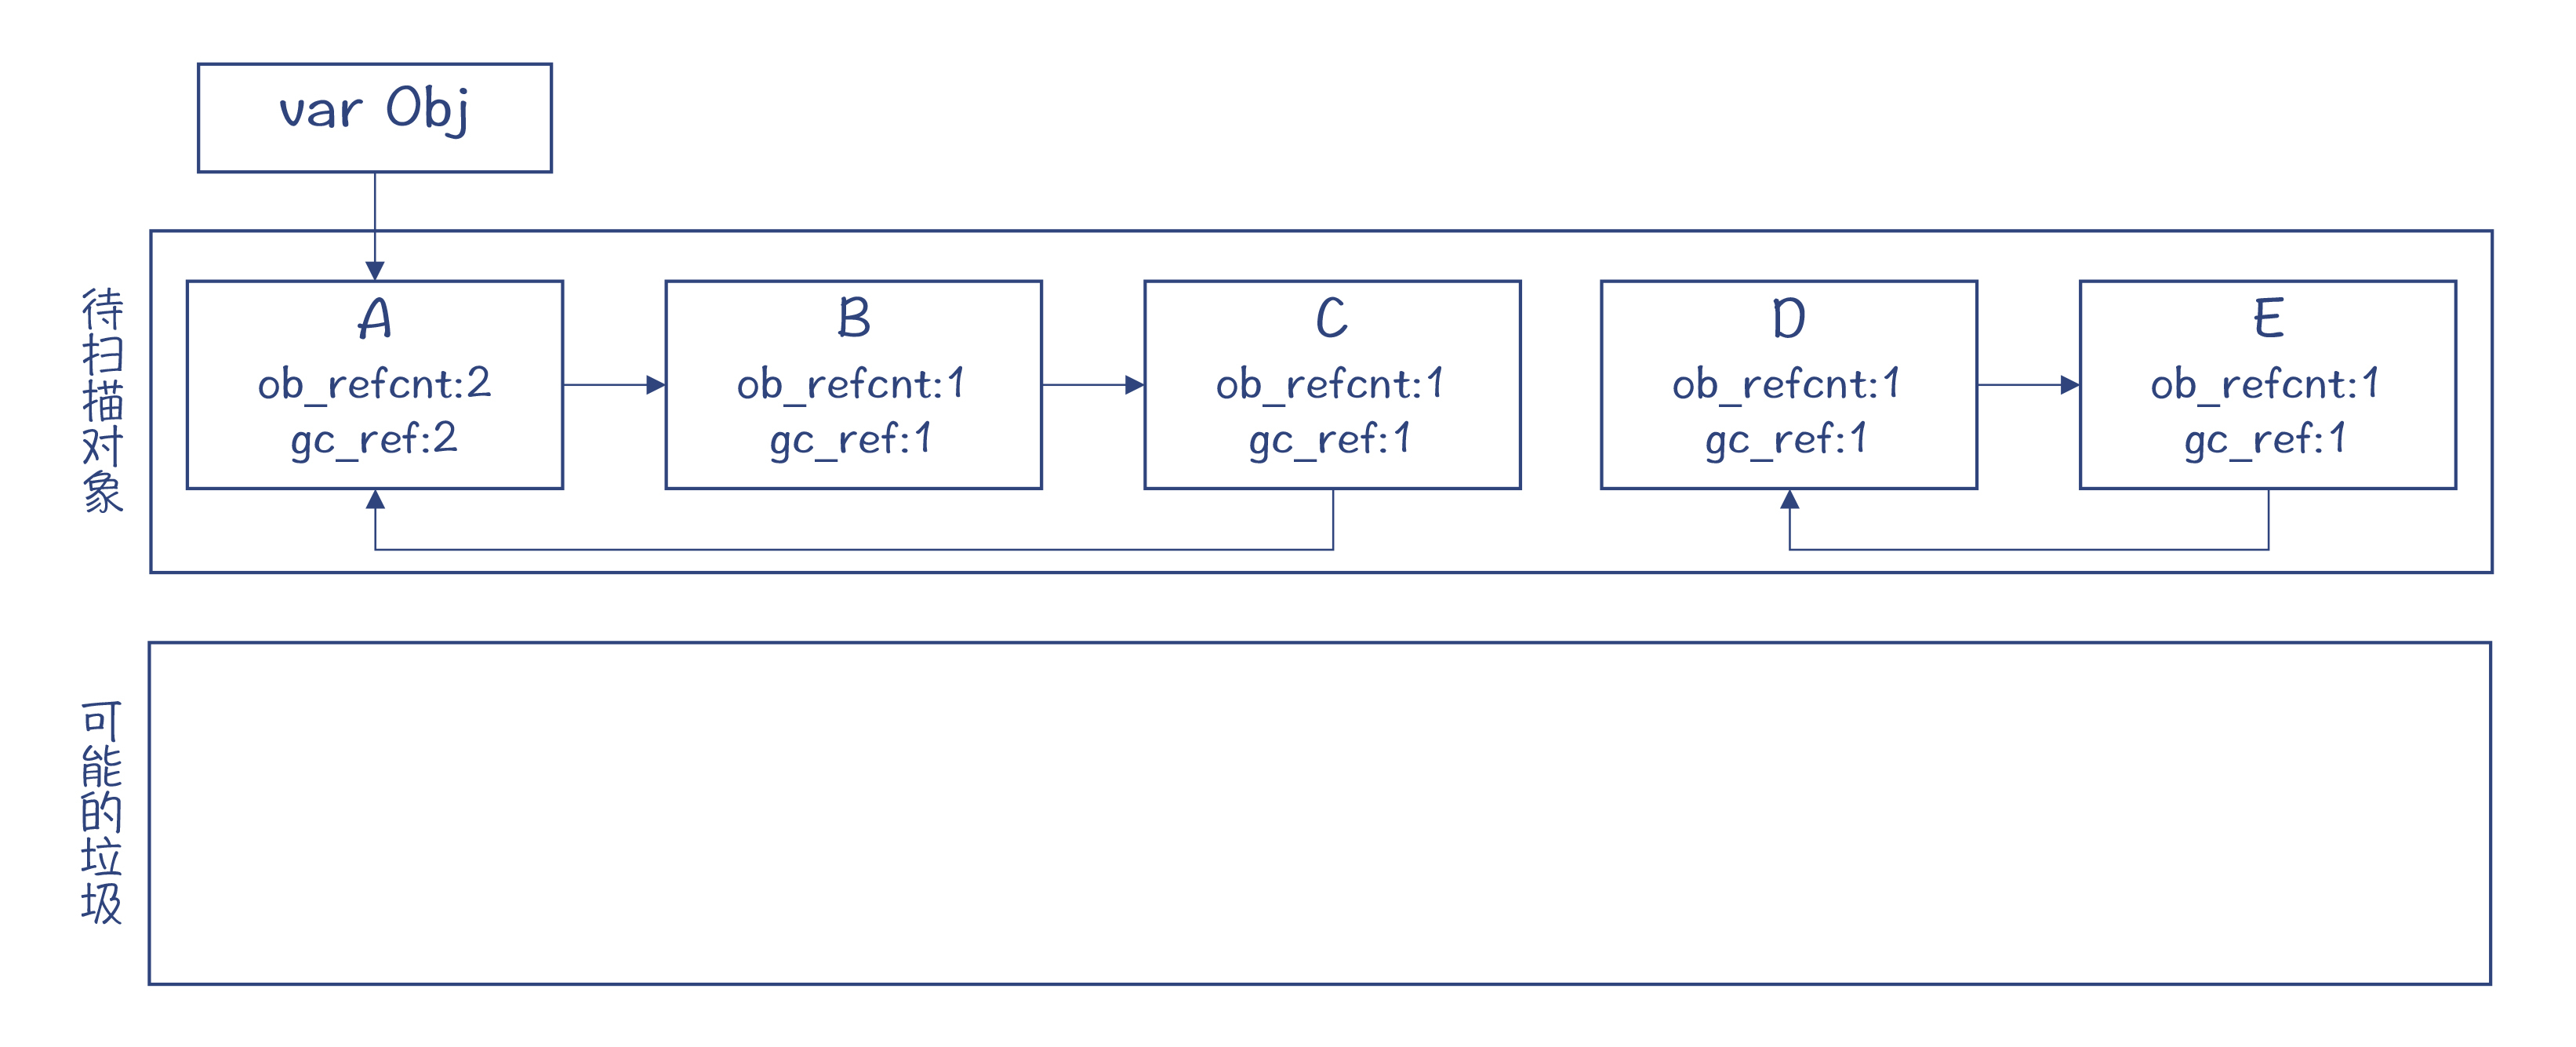 var Obj
待扫描对象
A
ob_refcnt:2
gc_ref:2
B
ob_refcnt:1
gc_ref:1
C
ob_refcnt:1
gc_ref:1
D
ob_refcnt:1
gc_ref:1
E
ob_refcnt:1
gc_ref:1
可能的垃圾